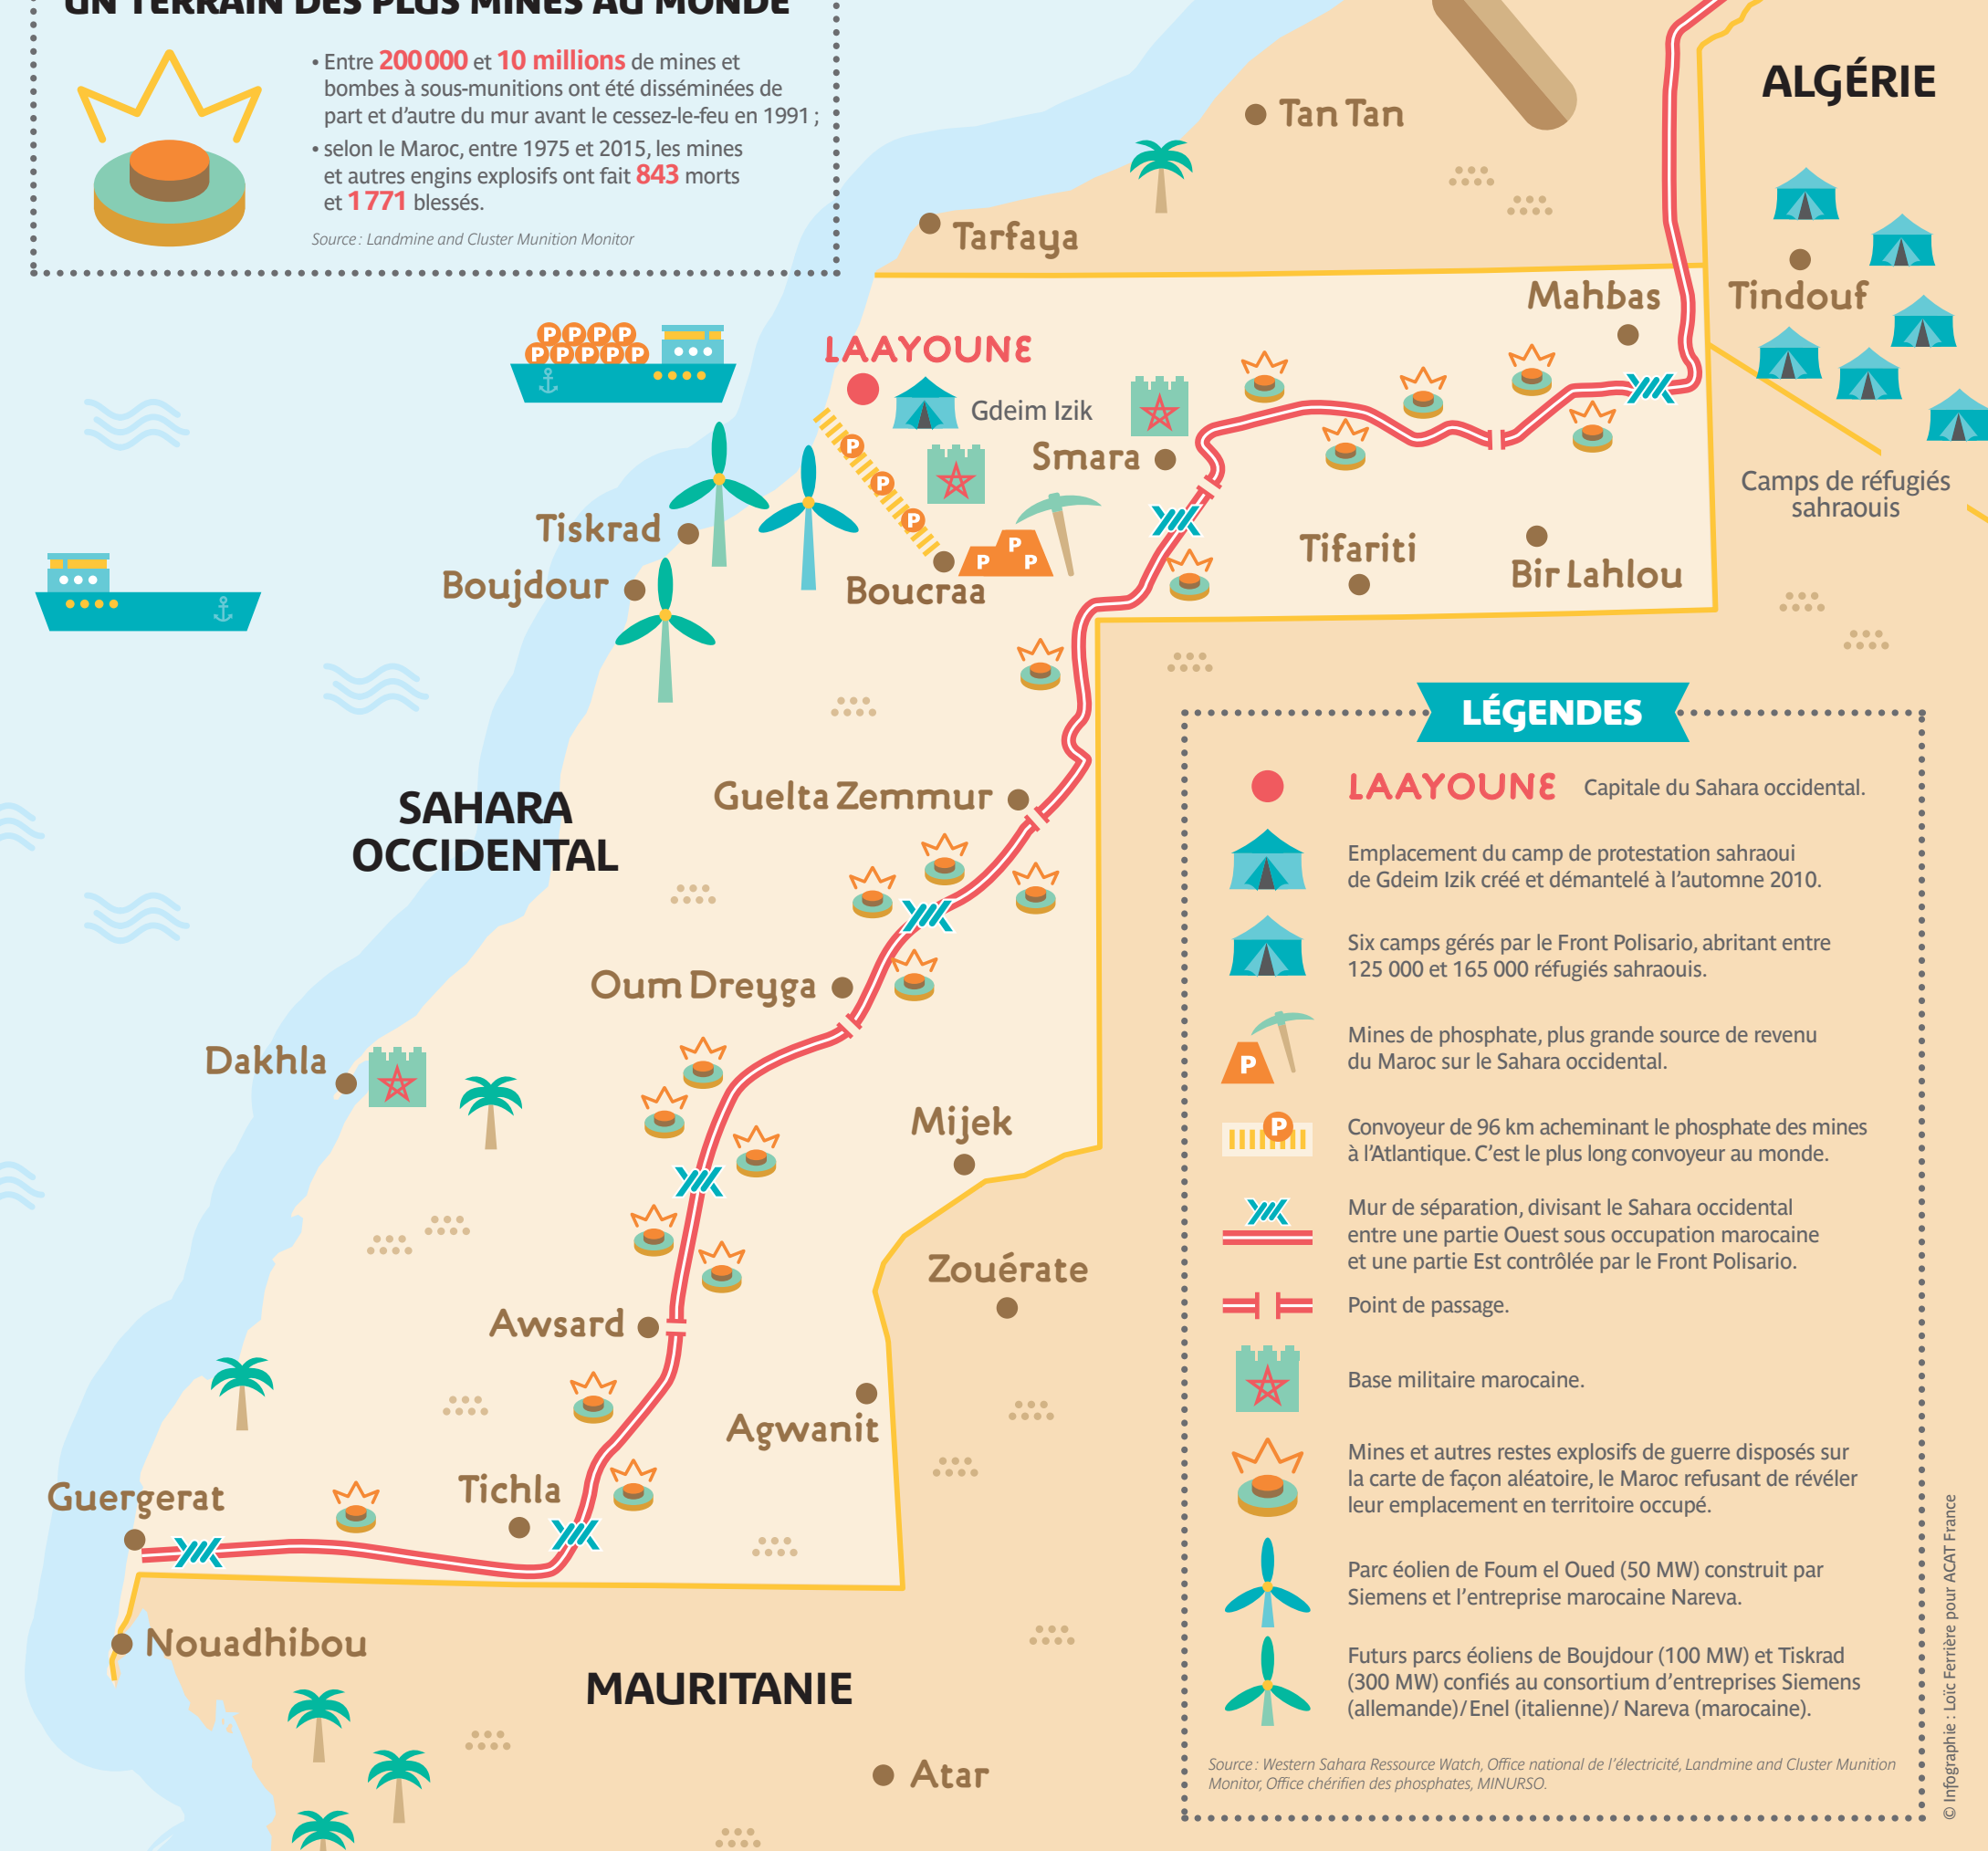 UN TERRAIN DES PLUS MINÉS AU MONDE
• Entre 200 000 et 10 millions de mines et
bombes à sous-munitions ont été disséminées de
part et d’autre du mur avant le cessez-le-feu en 1991 ;
• selon le Maroc, entre 1975 et 2015, les mines
et autres engins explosifs ont fait 843 morts
et 1 771 blessés.
Source : Landmine and Cluster Munition Monitor
ALGÉRIE
Tan Tan
Tarfaya
Mahbas
Tindouf
P P P P
P P P P P
LAAYOUNE
Gdeim Izik
P
P
P
Smara
Camps de réfugiés
sahraouis
Tiskrad
Boujdour
Boucraa
P
P P
Tifariti
Bir Lahlou
Guelta Zemmur
SAHARA
OCCIDENTAL
Oum Dreyga
Dakhla
Mijek
Zouérate
Awsard
Agwanit
Tichla
Guergerat
Nouadhibou
MAURITANIE
Atar
LÉGENDES
LAAYOUNE Capitale du Sahara occidental.
Emplacement du camp de protestation sahraoui
de Gdeim Izik créé et démantelé à l’automne 2010.
Six camps gérés par le Front Polisario, abritant entre
125 000 et 165 000 réfugiés sahraouis.
P
Mines de phosphate, plus grande source de revenu
du Maroc sur le Sahara occidental.
P
Convoyeur de 96 km acheminant le phosphate des mines
à l’Atlantique. C’est le plus long convoyeur au monde.
Mur de séparation, divisant le Sahara occidental
entre une partie Ouest sous occupation marocaine
et une partie Est contrôlée par le Front Polisario.
Point de passage.
Base militaire marocaine.
Mines et autres restes explosifs de guerre disposés sur
la carte de façon aléatoire, le Maroc refusant de révéler
leur emplacement en territoire occupé.
Parc éolien de Foum el Oued (50 MW) construit par
Siemens et l’entreprise marocaine Nareva.
Futurs parcs éoliens de Boujdour (100 MW) et Tiskrad
(300 MW) confiés au consortium d’entreprises Siemens
(allemande)/ Enel (italienne)/ Nareva (marocaine).
Source : Western Sahara Ressource Watch, Office national de l’électricité, Landmine and Cluster Munition
Monitor, Office chérifien des phosphates, MINURSO.
© Infographie : Loïc Ferrière pour ACAT France